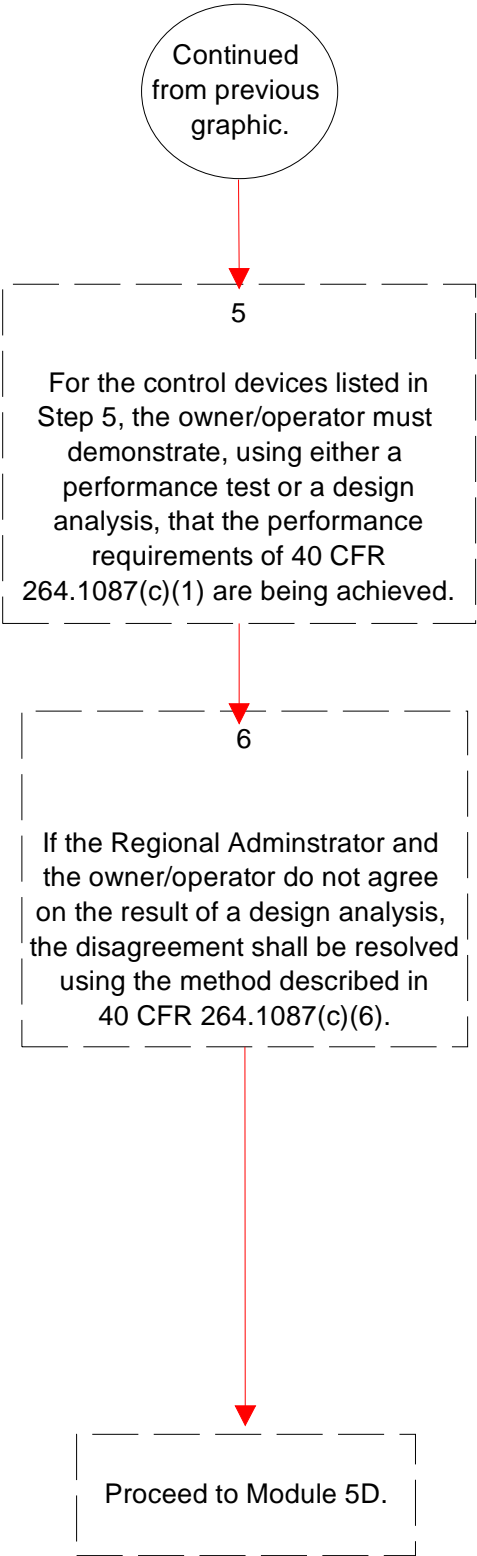 Continued
from previous
graphic.
5
For the control devices listed in
Step 5, the owner/operator must
demonstrate, using either a
performance test or a design
analysis, that the performance
requirements of 40 CFR
264.1087(c)(1) are being achieved.
6
If the Regional Adminstrator and
the owner/operator do not agree
on the result of a design analysis,
the disagreement shall be resolved
using the method described in
40 CFR 264.1087(c)(6).
Proceed to Module 5D.